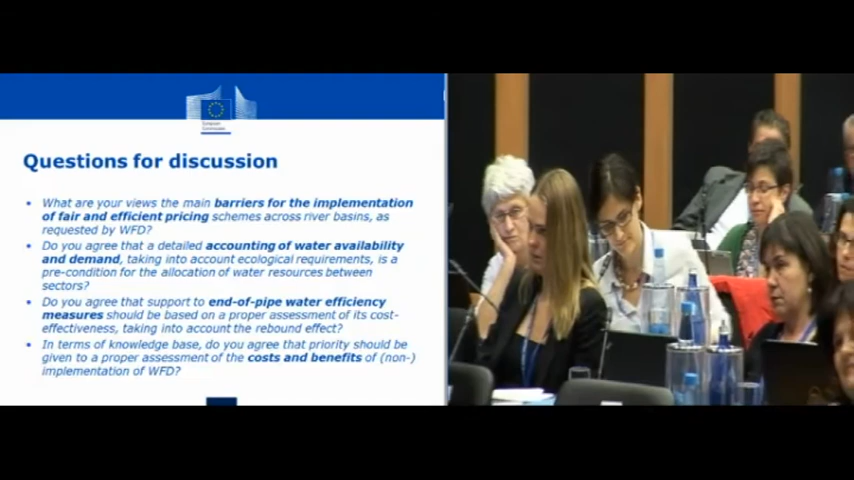 European
Commission
Questions for discussion
• What are your views the main barriers for the implementation
of fair and efficient pricing schemes across river basins, as
requested by WFD?
• Do you agree that a detailed accounting of water availability
and demand, taking into account ecological requirements, is a
pre-condition for the allocation of water resources between
sectors?
• Do you agree that support to end-of-pipe water efficiency
measures should be based on a proper assessment of its cost-
effectiveness, taking into account the rebound effect?
• In terms of knowledge base, do you agree that priority should be
given to a proper assessment of the costs and benefits of (non-)
implementation of WFD?